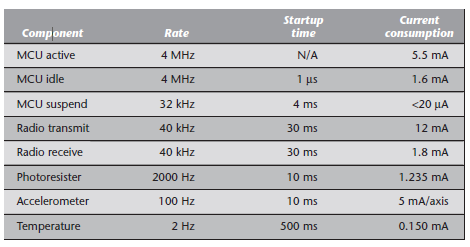 Component Rate Startup time Current consumption
MCU active 4 MHz N/A 5.5 mA
MCU idle 4 MHz 1 µs 1.6 mA
MCU suspend 32 kHz 4 ms <20 µA
Radio transmit 40 kHz 30 ms 12 mA
Radio receive 40 kHz 30 ms 1.8 mA
Photoresister 2000 Hz 10 ms 1.235 mA
Accelerometer 100 Hz 10 ms 5 mA/axis
Temperature 2 Hz 500 ms 0.150 mA